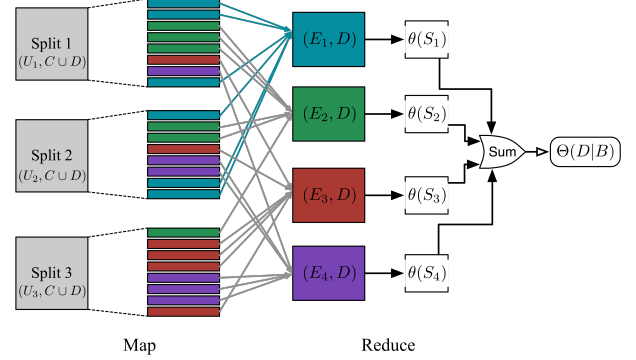 Split 1
(U₁, C ∪ D)
Split 2
(U₂, C ∪ D)
Split 3
(U₃, C ∪ D)
(E₁, D)
(E₂, D)
(E₃, D)
(E₄, D)
θ(S₁)
θ(S₂)
θ(S₃)
θ(S₄)
Sum
Θ(D|B)
Map
Reduce